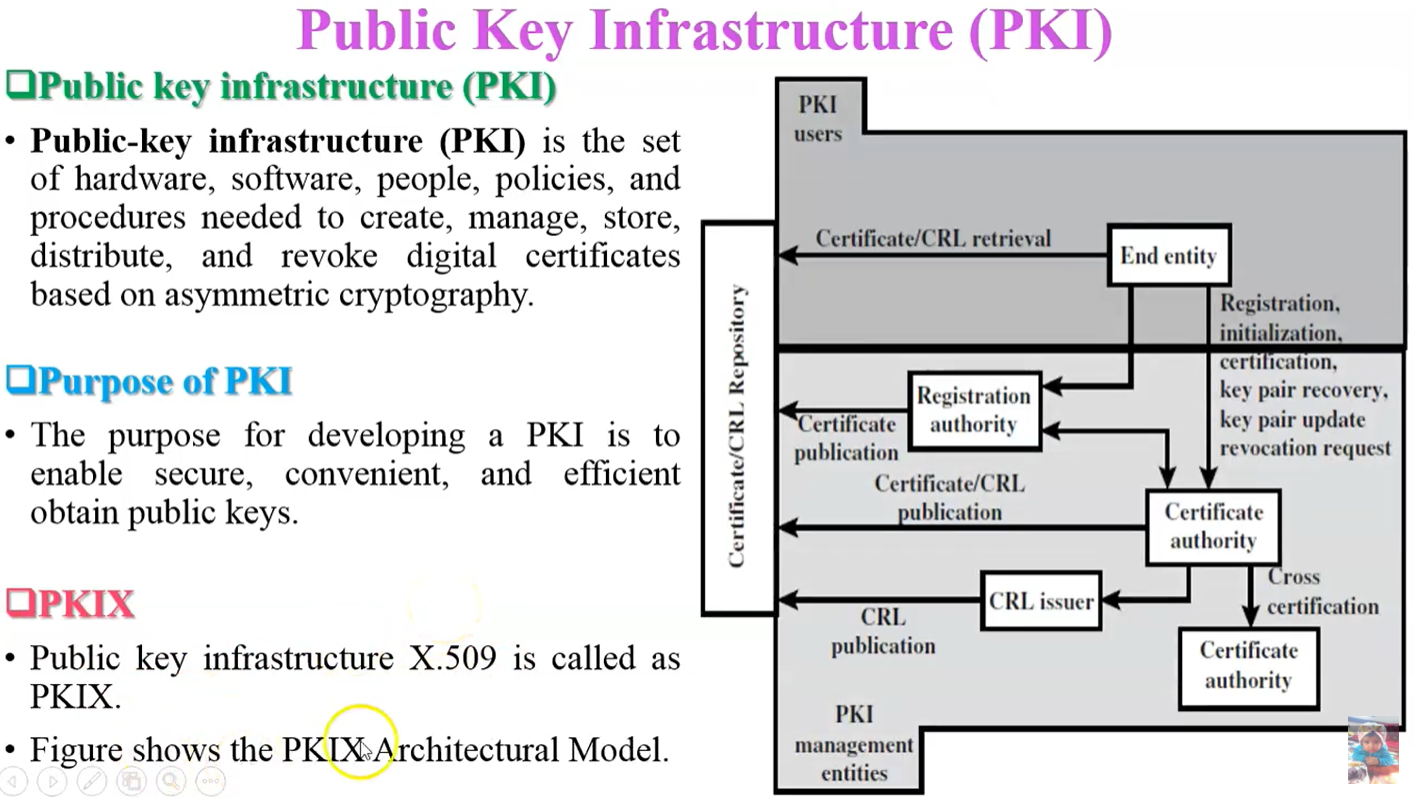 Public Key Infrastructure (PKI)
❑Public key infrastructure (PKI)
• Public-key infrastructure (PKI) is the set
of hardware, software, people, policies, and
procedures needed to create, manage, store,
distribute, and revoke digital certificates
based on asymmetric cryptography.
❑Purpose of PKI
• The purpose for developing a PKI is to
enable secure, convenient, and efficient
obtain public keys.
❑PKIX
• Public key infrastructure X.509 is called as
PKIX.
• Figure shows the PKIX Architectural Model.
PKI
users
Certificate/CRL Repository
Certificate/CRL retrieval
End entity
Registration,
initialization,
certification,
key pair recovery,
key pair update
revocation request
Registration
authority
Certificate
publication
Certificate/CRL
publication
Certificate
authority
CRL issuer
CRL
publication
Cross
certification
Certificate
authority
PKI
management
entities